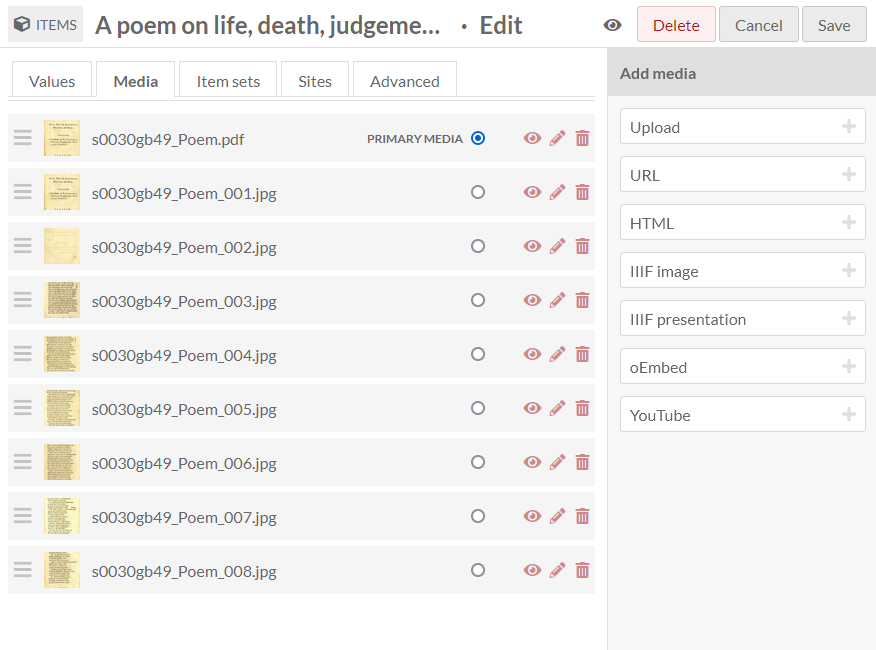 ITEMS A poem on life, death, judgeme... • Edit Delete Cancel Save
Values Media Item sets Sites Advanced
s0030gb49_Poem.pdf PRIMARY MEDIA
s0030gb49_Poem_001.jpg
s0030gb49_Poem_002.jpg
s0030gb49_Poem_003.jpg
s0030gb49_Poem_004.jpg
s0030gb49_Poem_005.jpg
s0030gb49_Poem_006.jpg
s0030gb49_Poem_007.jpg
s0030gb49_Poem_008.jpg
Add media
Upload
URL
HTML
IIIF image
IIIF presentation
oEmbed
YouTube